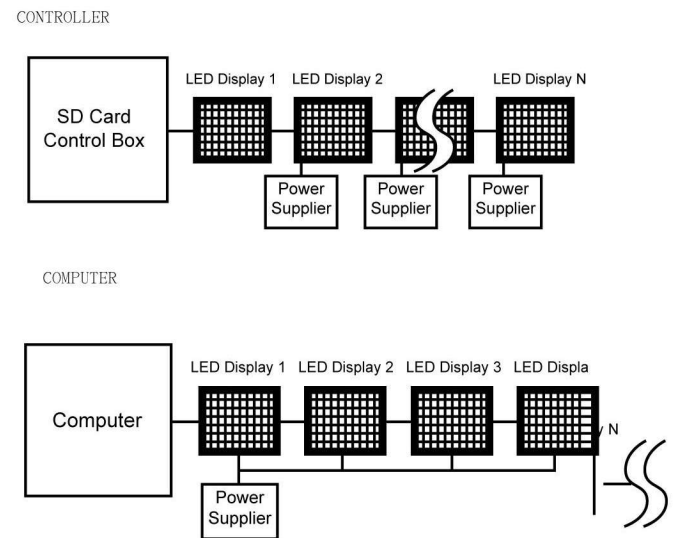 CONTROLLER
LED Display 1 LED Display 2 LED Display N
SD Card
Control Box
Power
Supplier
Power
Supplier
Power
Supplier
COMPUTER
LED Display 1 LED Display 2 LED Display 3 LED Displa
Computer
y N
Power
Supplier